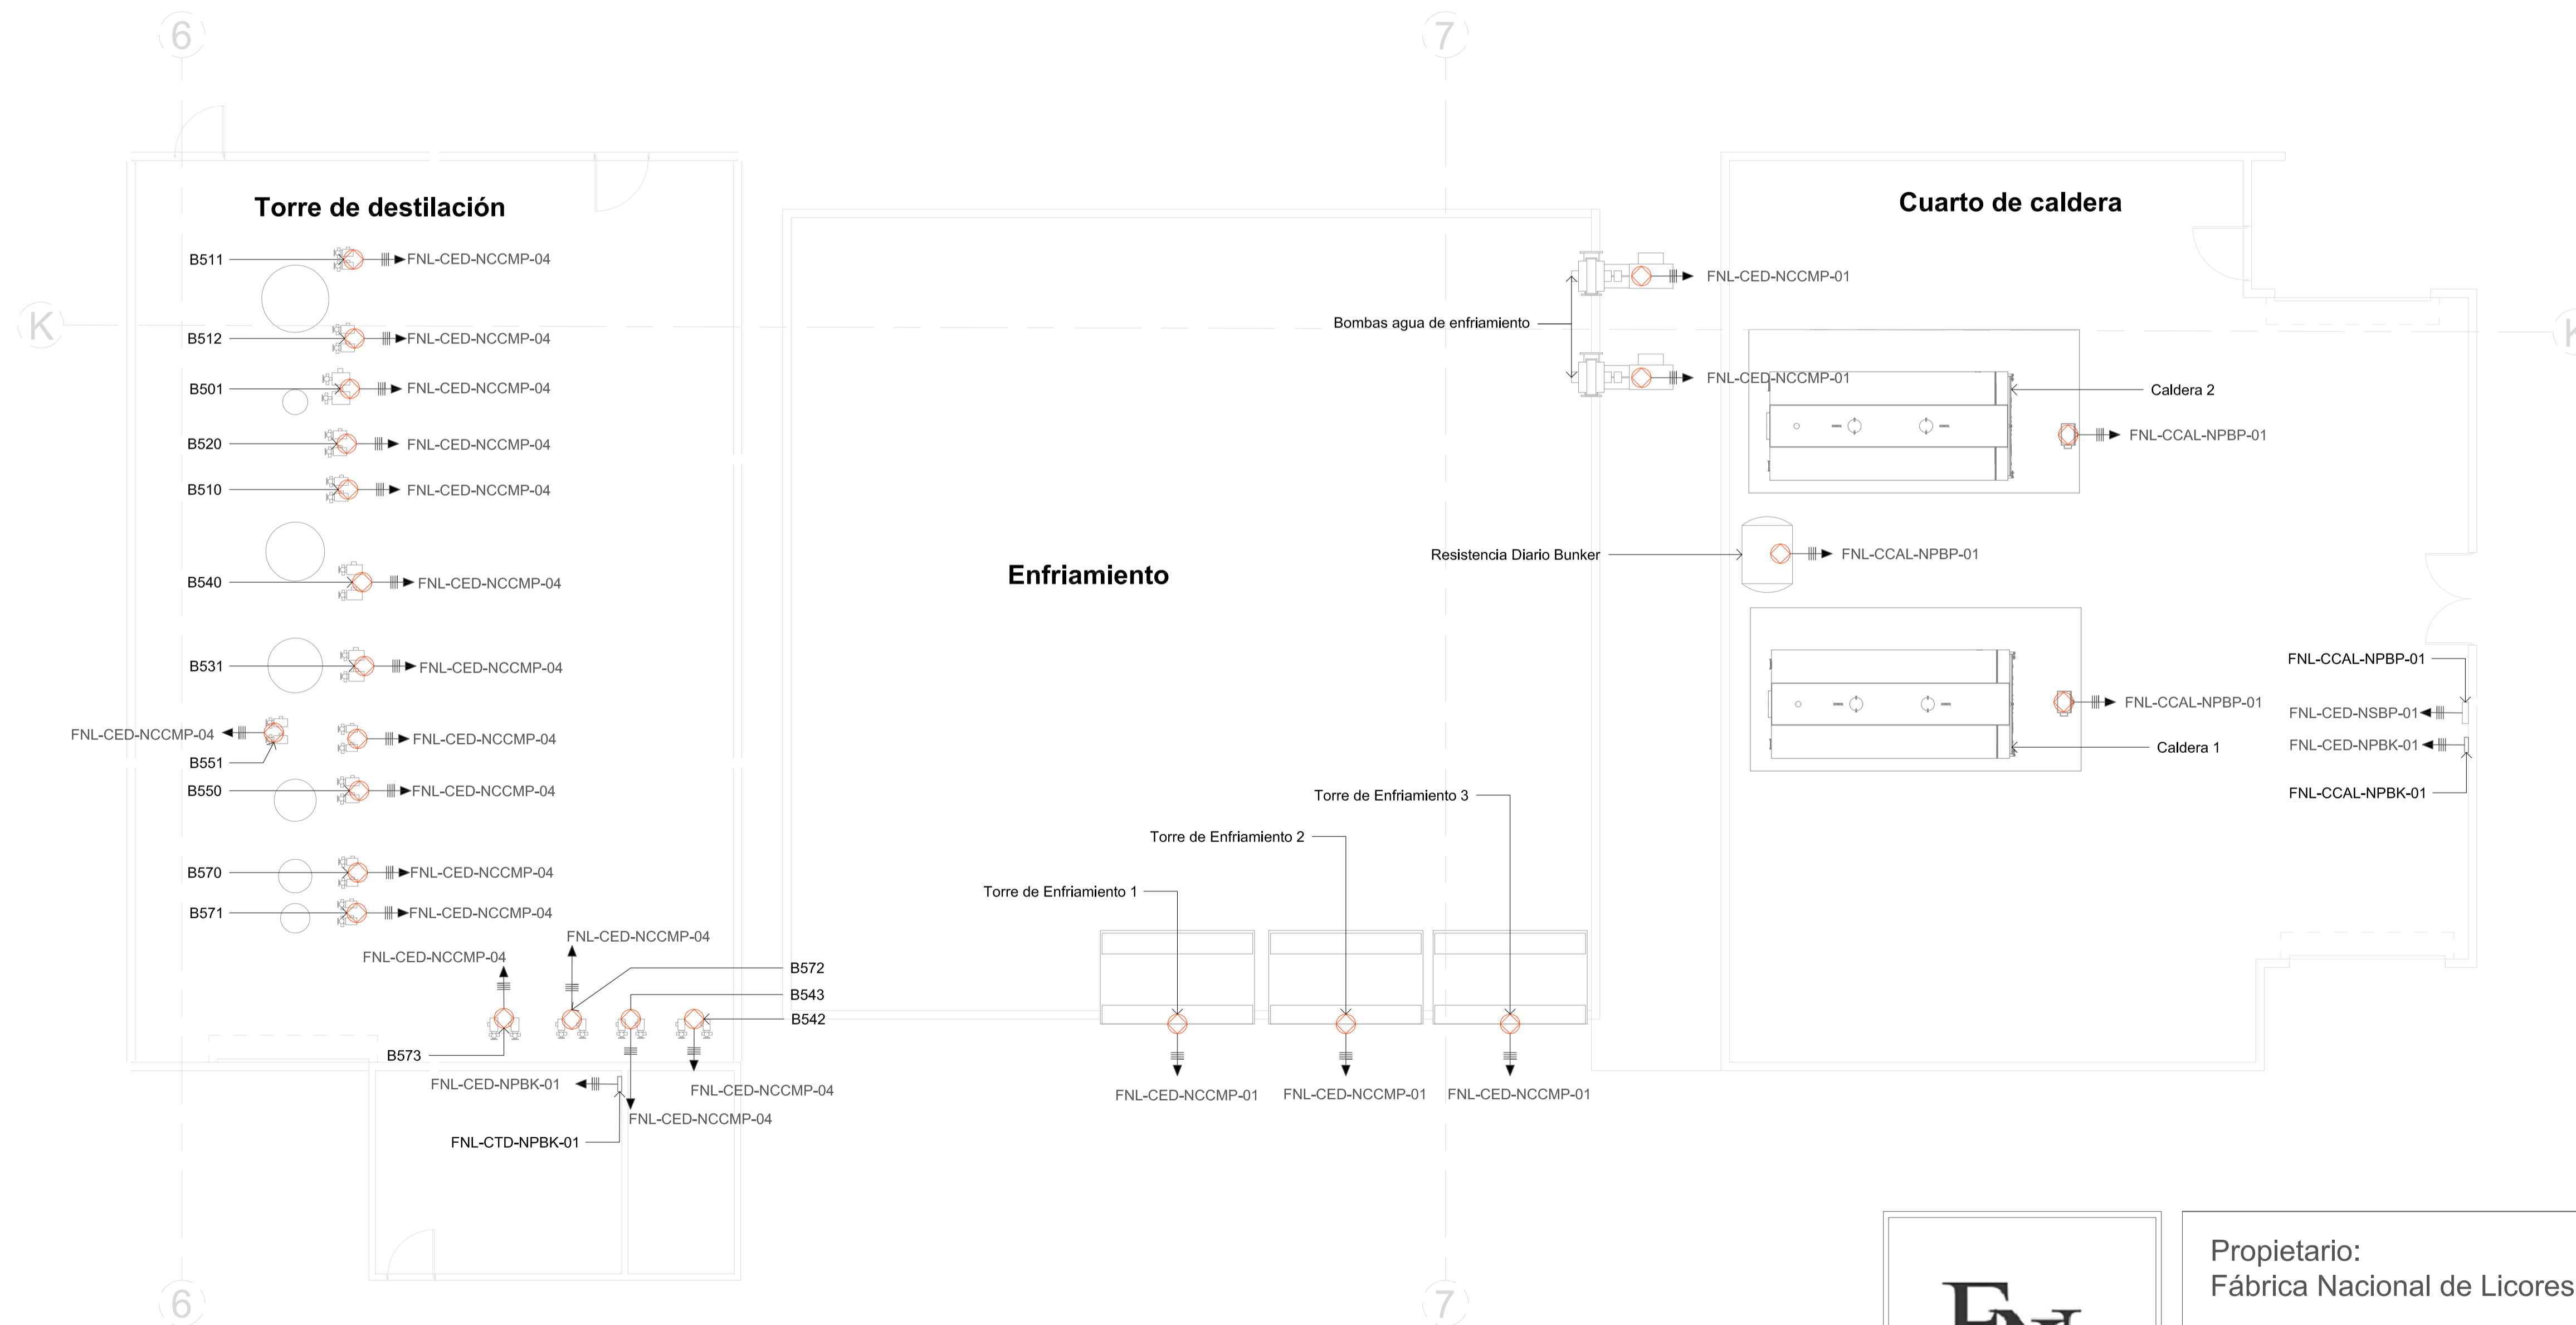 6
7
Torre de destilación
Cuarto de caldera
B511
FNL-CED-NCCMP-04
FNL-CED-NCCMP-01
K
Bombas agua de enfriamiento
B512
FNL-CED-NCCMP-04
FNL-CED-NCCMP-01
B501
FNL-CED-NCCMP-04
Caldera 2
B520
FNL-CED-NCCMP-04
FNL-CCAL-NPBP-01
B510
FNL-CED-NCCMP-04
Resistencia Diario Bunker
FNL-CCAL-NPBP-01
Enfriamiento
B540
FNL-CED-NCCMP-04
B531
FNL-CED-NCCMP-04
FNL-CCAL-NPBP-01
FNL-CCAL-NPBP-01
FNL-CED-NSBP-01
FNL-CED-NCCMP-04
FNL-CED-NCCMP-04
FNL-CED-NPBK-01
Caldera 1
B551
B550
FNL-CED-NCCMP-04
Torre de Enfriamiento 3
FNL-CCAL-NPBK-01
Torre de Enfriamiento 2
B570
FNL-CED-NCCMP-04
Torre de Enfriamiento 1
B571
FNL-CED-NCCMP-04
FNL-CED-NCCMP-04
FNL-CED-NCCMP-04
B572
B543
B542
B573
FNL-CED-NPBK-01
FNL-CED-NCCMP-04
FNL-CED-NCCMP-01
FNL-CED-NCCMP-01
FNL-CED-NCCMP-01
FNL-CED-NCCMP-04
FNL-CTD-NPBK-01
Propietario:
Fábrica Nacional de Licores
6
7